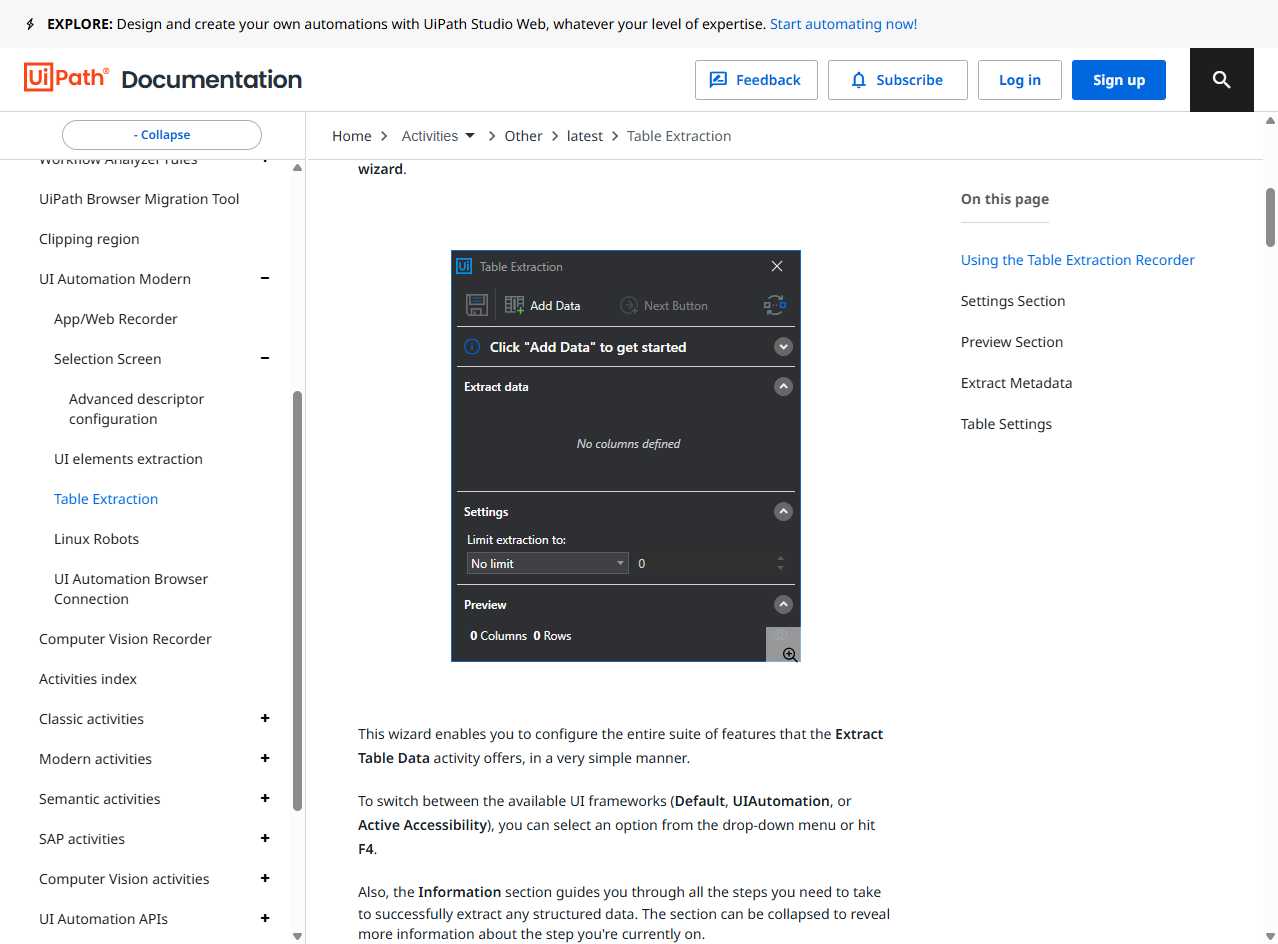 EXPLORE: Design and create your own automations with UiPath Studio Web, whatever your level of expertise. Start automating now!
UiPath® Documentation
Feedback
Subscribe
Log in
Sign up
- Collapse
Home > Activities > Other > latest > Table Extraction
Workflow Analyzer rules +
UiPath Browser Migration Tool
Clipping region
UI Automation Modern −
App/Web Recorder
Selection Screen −
Advanced descriptor
configuration
UI elements extraction
Table Extraction
Linux Robots
UI Automation Browser
Connection
Computer Vision Recorder
Activities index
Classic activities +
Modern activities +
Semantic activities +
SAP activities +
Computer Vision activities +
UI Automation APIs +
wizard.
Ui Table Extraction
Add Data
Next Button
Click "Add Data" to get started
Extract data
No columns defined
Settings
Limit extraction to:
No limit 0
Preview
0 Columns 0 Rows
This wizard enables you to configure the entire suite of features that the Extract
Table Data activity offers, in a very simple manner.
To switch between the available UI frameworks (Default, UIAutomation, or
Active Accessibility), you can select an option from the drop-down menu or hit
F4.
Also, the Information section guides you through all the steps you need to take
to successfully extract any structured data. The section can be collapsed to reveal
more information about the step you're currently on.
On this page
Using the Table Extraction Recorder
Settings Section
Preview Section
Extract Metadata
Table Settings